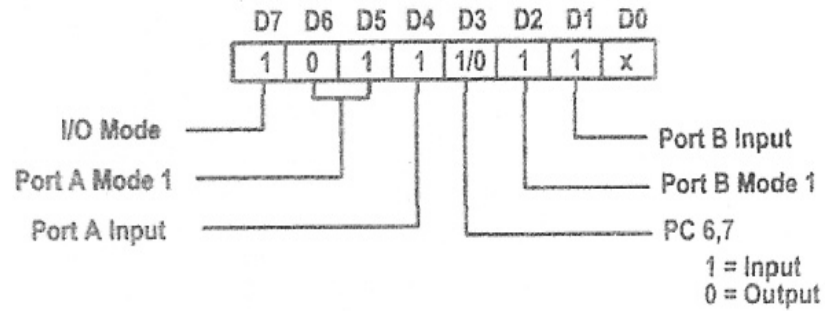 D7 D6 D5 D4 D3 D2 D1 D0
1 0 1 1 1/0 1 1 x
I/O Mode
Port A Mode 1
Port A Input
Port B Input
Port B Mode 1
PC 6,7
1 = Input
0 = Output